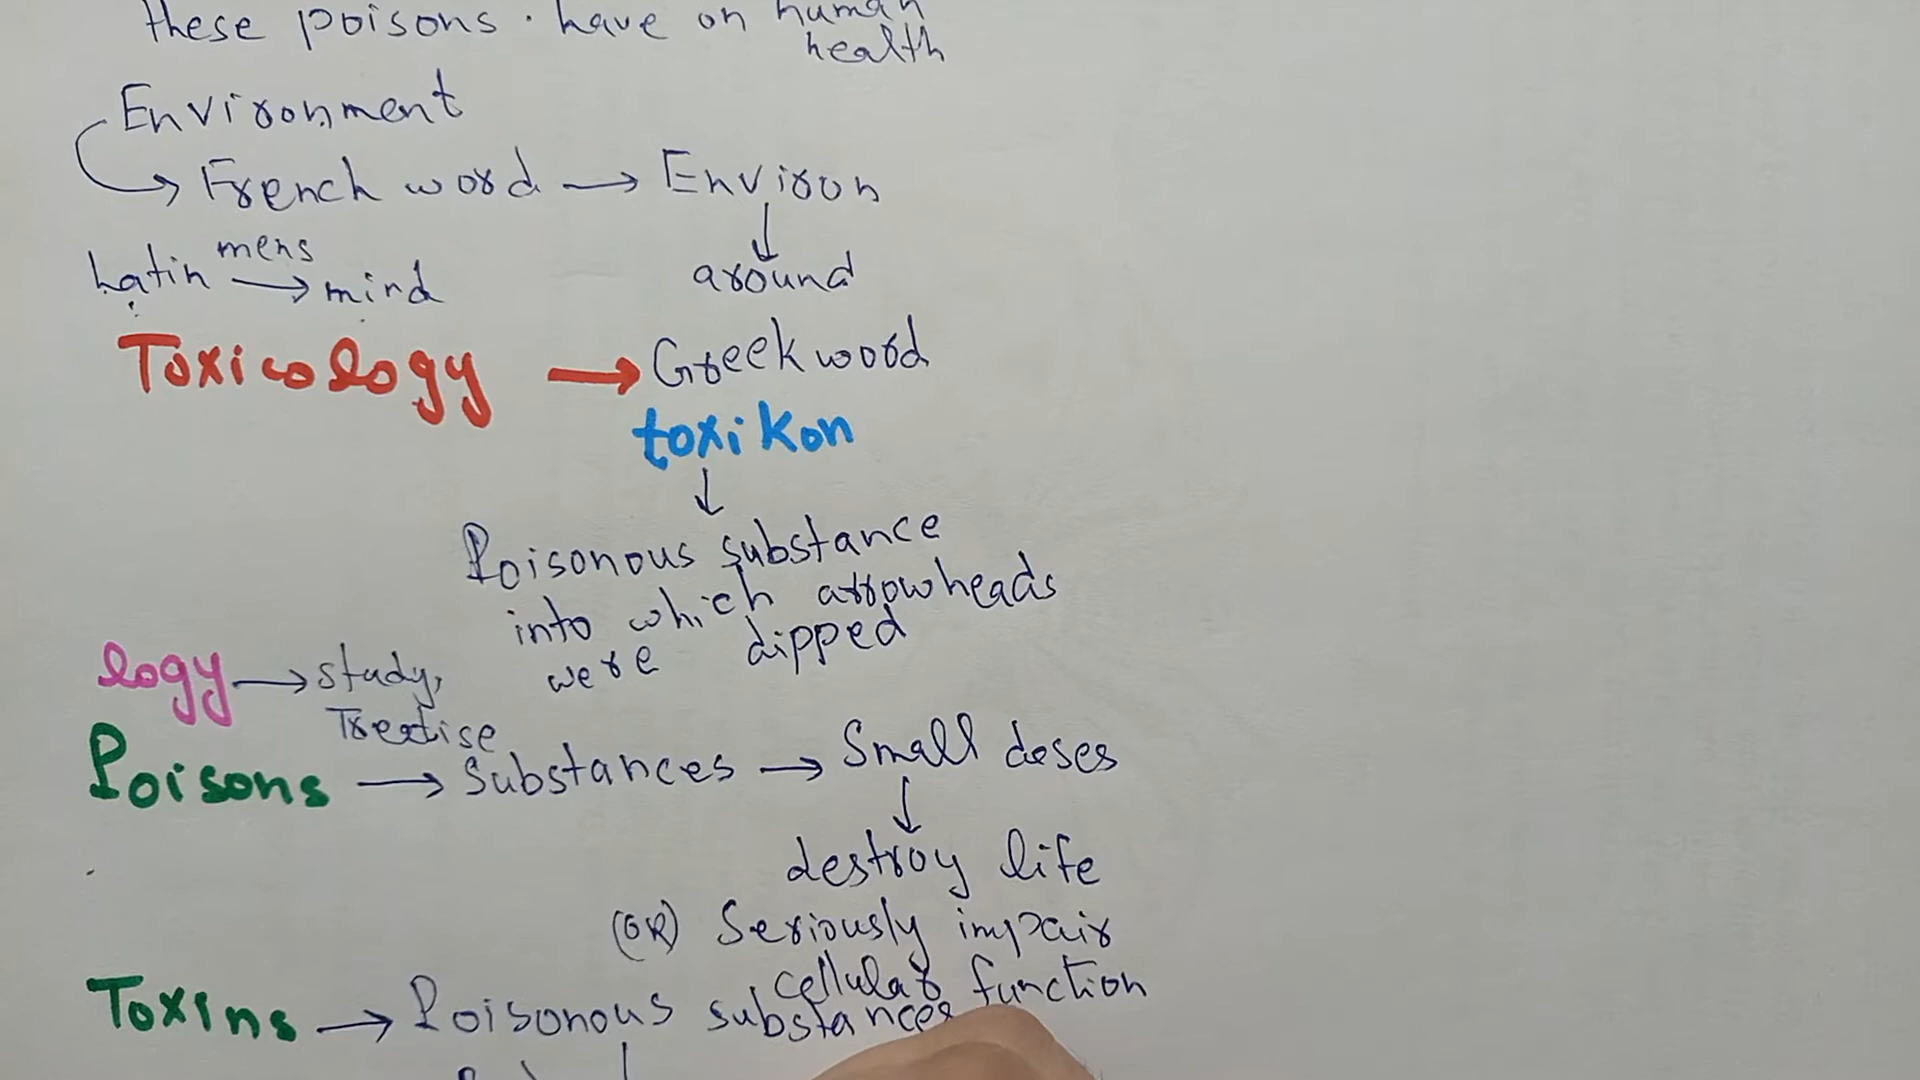 these poisons. have on human
health
Environment
French word → Environ
↓
around
Latin mens → mind
Toxicology → Greek word
toxikon
↓
Poisonous substance
into which arrowheads
were dipped
logy → study,
Treatise
Poisons → Substances → Small doses
↓
destroy life
(OR) Seriously impair
cellular function
Toxins → Poisonous substances